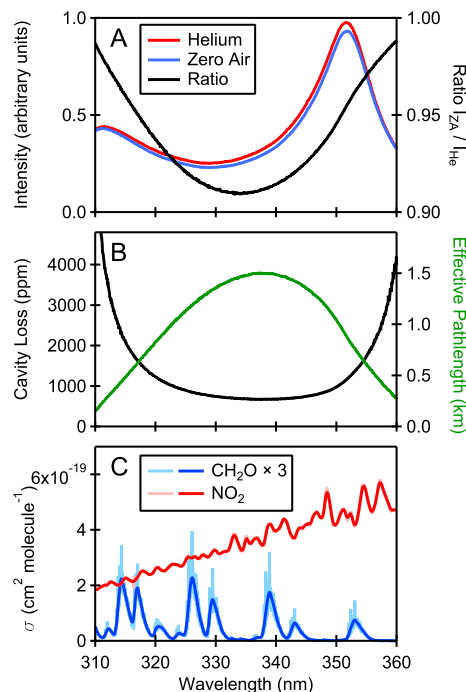 A
Helium
Zero Air
Ratio
Intensity (arbitrary units)
1.0
0.5
0.0
Ratio I_ZA / I_He
1.00
0.95
0.90
B
Cavity Loss (ppm)
4000
3000
2000
1000
0
Effective Pathlength (km)
2.0
1.5
1.0
0.5
0.0
C
CH₂O × 3
NO₂
σ (cm² molecule⁻¹)
6x10⁻¹⁹
4
2
0
310 320 330 340 350 360
Wavelength (nm)